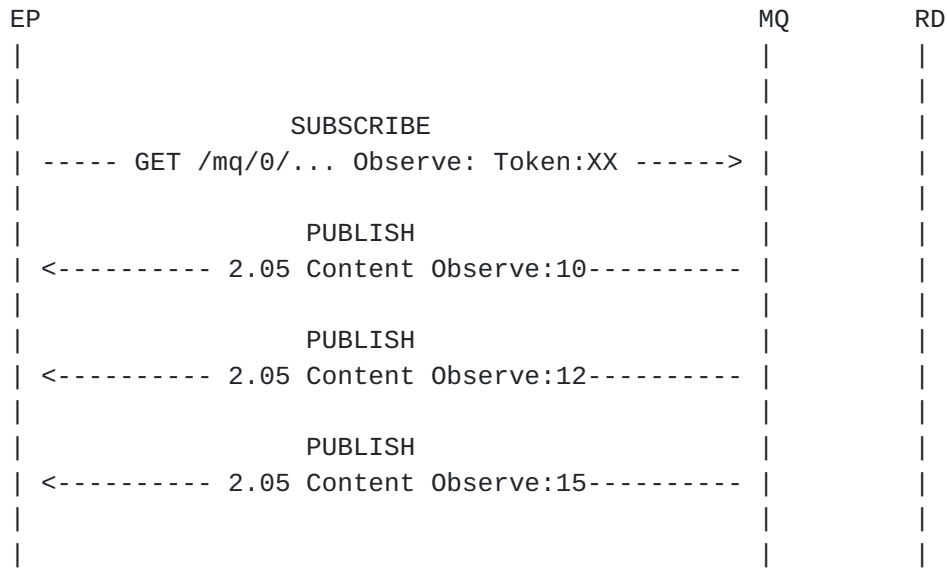 EP MQ RD
SUBSCRIBE
----- GET /mq/0/... Observe: Token:XX ------>
PUBLISH
<---------- 2.05 Content Observe:10----------
PUBLISH
<---------- 2.05 Content Observe:12----------
PUBLISH
<---------- 2.05 Content Observe:15----------